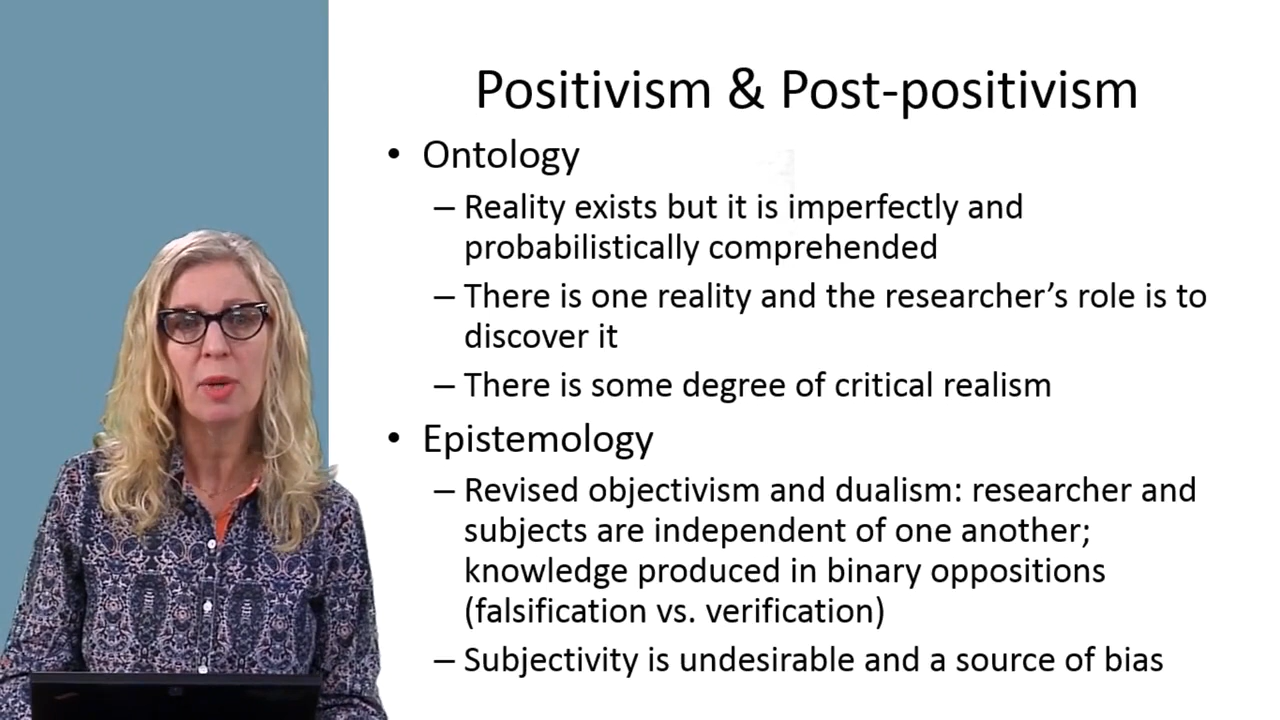 Positivism & Post-positivism
• Ontology
– Reality exists but it is imperfectly and
probabilistically comprehended
– There is one reality and the researcher’s role is to
discover it
– There is some degree of critical realism
• Epistemology
– Revised objectivism and dualism: researcher and
subjects are independent of one another;
knowledge produced in binary oppositions
(falsification vs. verification)
– Subjectivity is undesirable and a source of bias